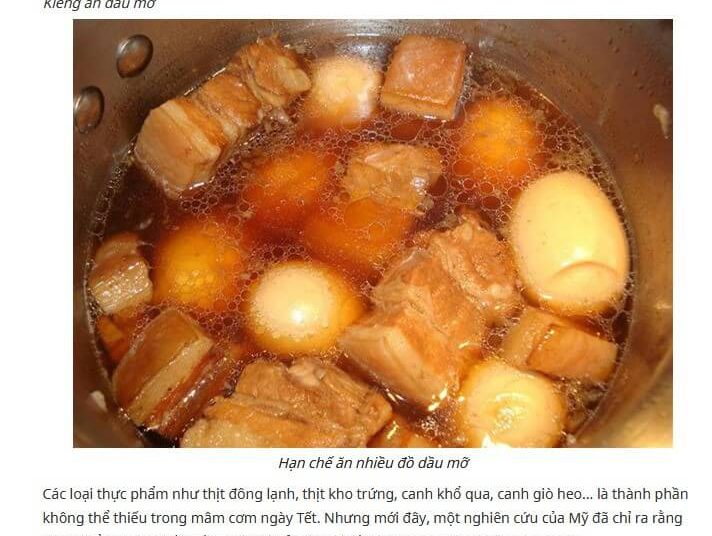 Kiêng ăn dầu mỡ
Hạn chế ăn nhiều đồ dầu mỡ
Các loại thực phẩm như thịt đông lạnh, thịt kho trứng, canh khổ qua, canh giò heo... là thành phần
không thể thiếu trong mâm cơm ngày Tết. Nhưng mới đây, một nghiên cứu của Mỹ đã chỉ ra rằng